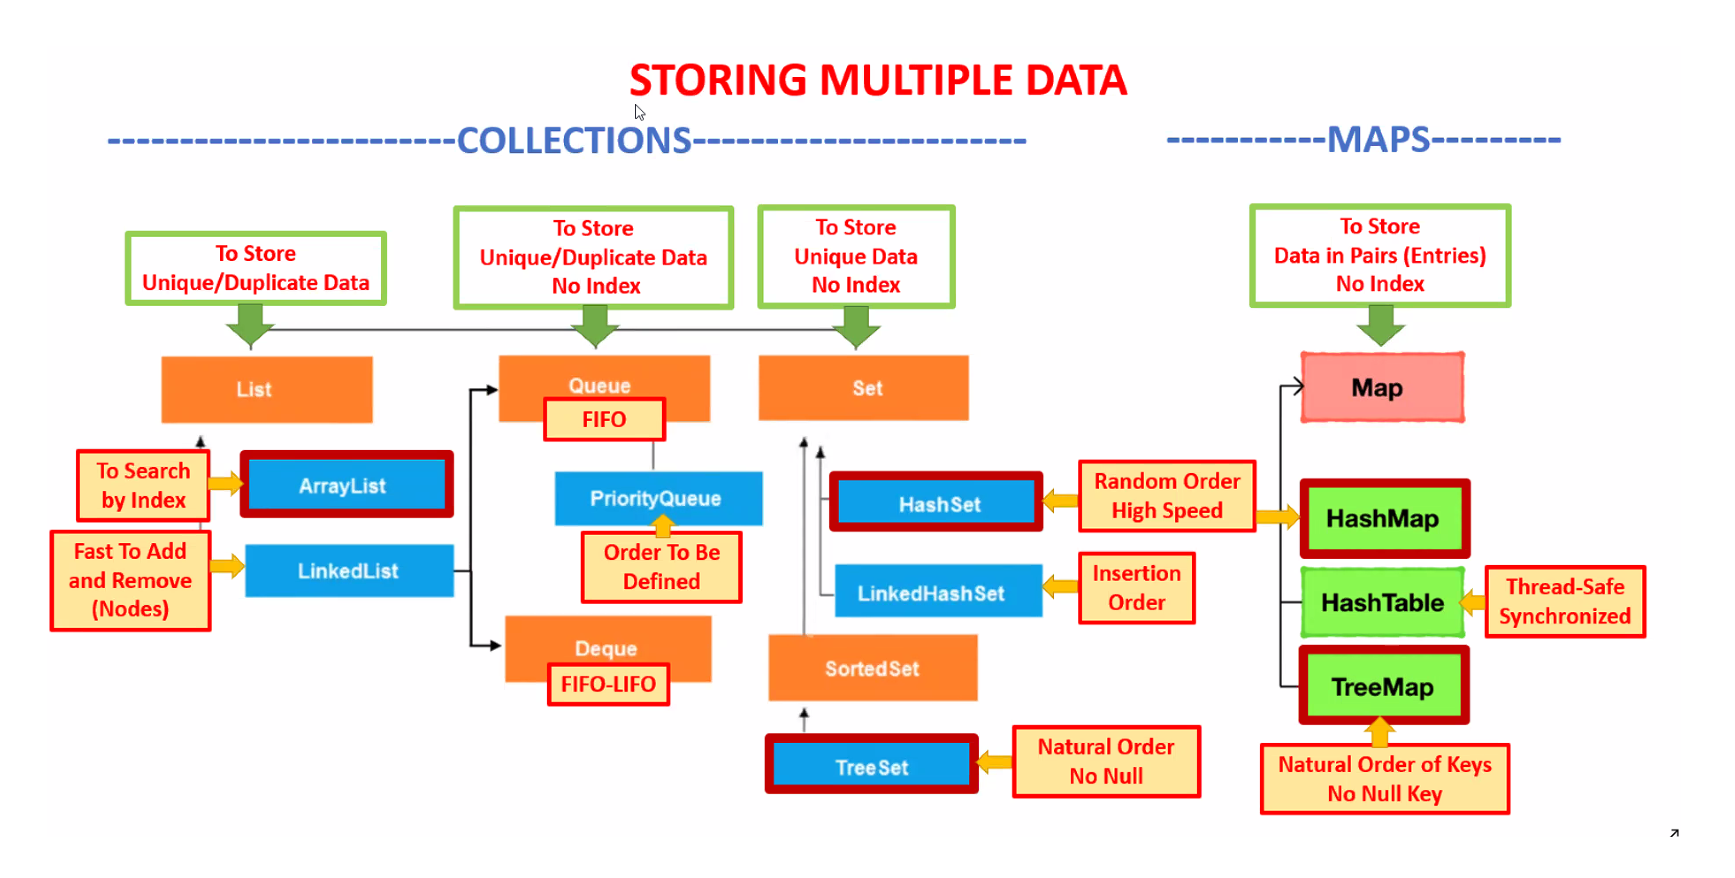 STORING MULTIPLE DATA
------------------------COLLECTIONS-----------------------
-----------MAPS---------
To Store
Unique/Duplicate Data
To Store
Unique/Duplicate Data
No Index
To Store
Unique Data
No Index
To Store
Data in Pairs (Entries)
No Index
List
Queue
FIFO
Set
Map
To Search
by Index
ArrayList
PriorityQueue
HashSet
Random Order
High Speed
HashMap
Fast To Add
and Remove
(Nodes)
LinkedList
Order To Be
Defined
LinkedHashSet
Insertion
Order
HashTable
Thread-Safe
Synchronized
Deque
FIFO-LIFO
SortedSet
TreeMap
TreeSet
Natural Order
No Null
Natural Order of Keys
No Null Key